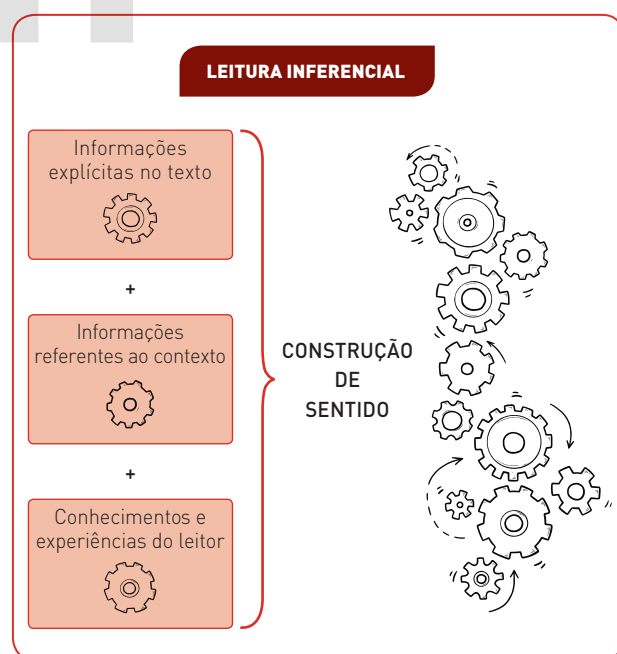 LEITURA INFERENCIAL
Informações
explícitas no texto
+
Informações
referentes ao contexto
+
Conhecimentos e
experiências do leitor
CONSTRUÇÃO
DE
SENTIDO